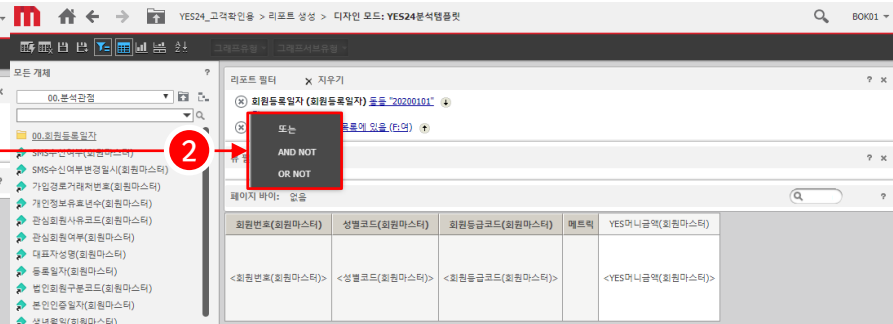 YES24_고객확인용 > 리포트 생성 > 디자인 모드: YES24분석템플릿
BOK01
그래프유형 그래프서브유형
모든 개체 ?
00.분석관점
00.회원등록일자
SMS수신여부(회원마스터)
SMS수신여부변경일시(회원마스터)
가입경로거래처번호(회원마스터)
개인정보유효년수(회원마스터)
관심회원사유코드(회원마스터)
관심회원여부(회원마스터)
대표자성명(회원마스터)
등록일자(회원마스터)
법인회원구분코드(회원마스터)
본인인증일자(회원마스터)
생년월일(회원마스터)
2
리포트 필터 지우기 ?
회원등록일자 (회원등록일자) 동등 "20200101"
목록에 있음 (F:여)
또는
AND NOT
OR NOT
뷰 필
?
페이지 바이: 없음 ?
회원번호(회원마스터) 성별코드(회원마스터) 회원등급코드(회원마스터) 메트릭 YES머니금액(회원마스터)
<회원번호(회원마스터)> <성별코드(회원마스터)> <회원등급코드(회원마스터)> <YES머니금액(회원마스터)>